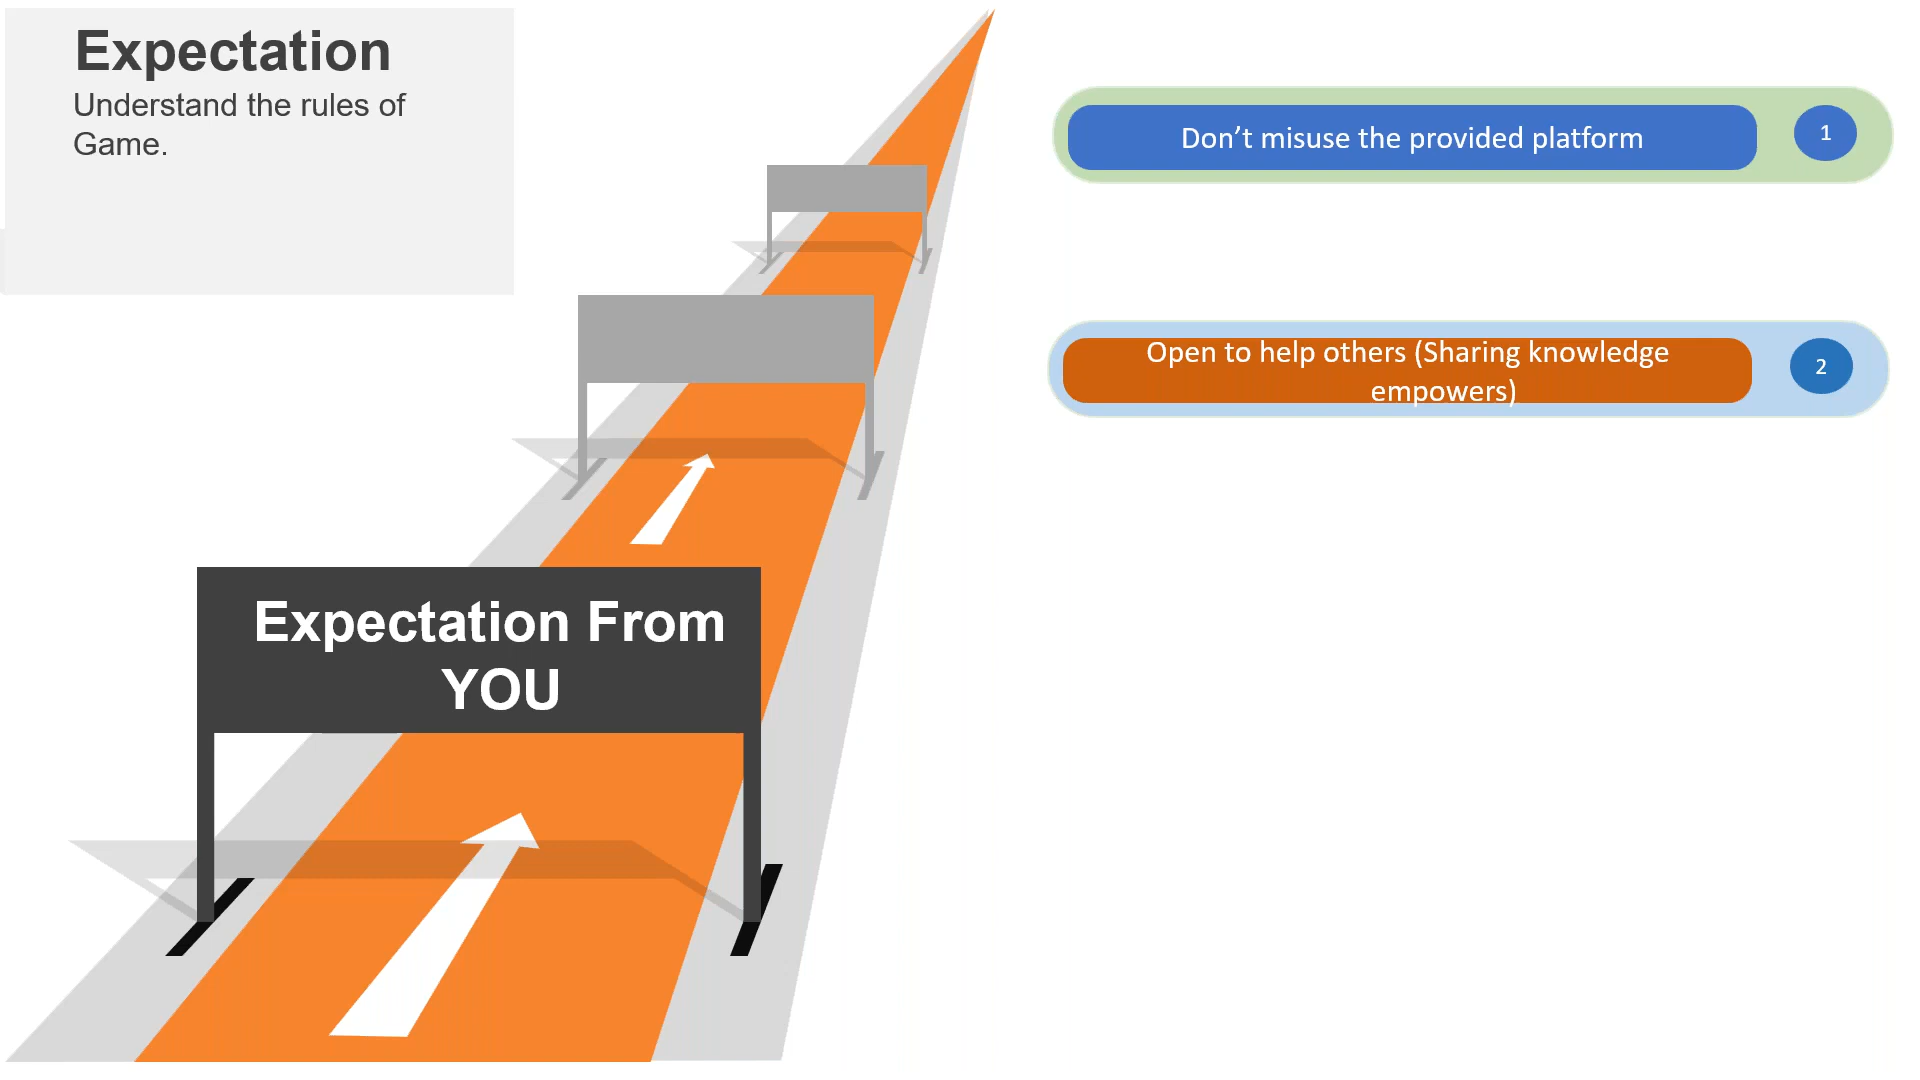 Expectation
Understand the rules of
Game.
Don’t misuse the provided platform
1
Open to help others (Sharing knowledge
empowers)
2
Expectation From
YOU